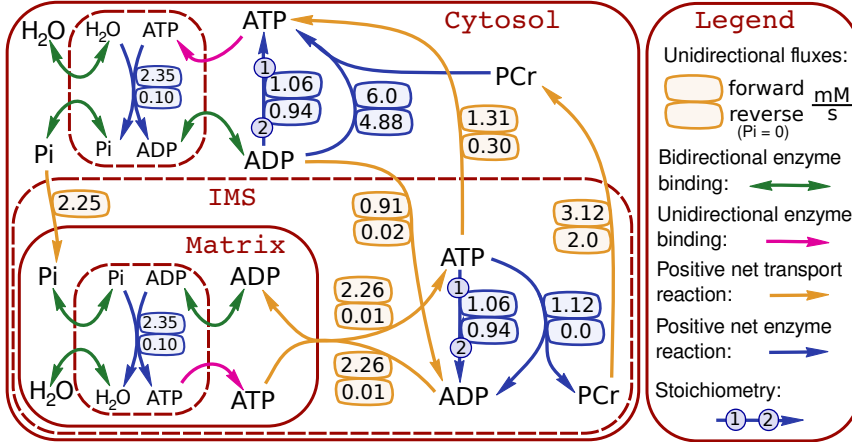 Cytosol
H₂O
H₂O
ATP
ATP
2.35
0.10
1
1.06
0.94
2
6.0
4.88
PCr
Pi
Pi
ADP
ADP
1.31
0.30
2.25
IMS
0.91
0.02
3.12
2.0
Matrix
Pi
Pi
ADP
ADP
ATP
2.35
0.10
2.26
0.01
1
1.06
0.94
2
1.12
0.0
2.26
0.01
H₂O
H₂O
ATP
ATP
ADP
PCr
Legend
Unidirectional fluxes:
forward
reverse
(Pi = 0)
mM
s
Bidirectional enzyme
binding:
Unidirectional enzyme
binding:
Positive net transport
reaction:
Positive net enzyme
reaction:
Stoichiometry:
1 2